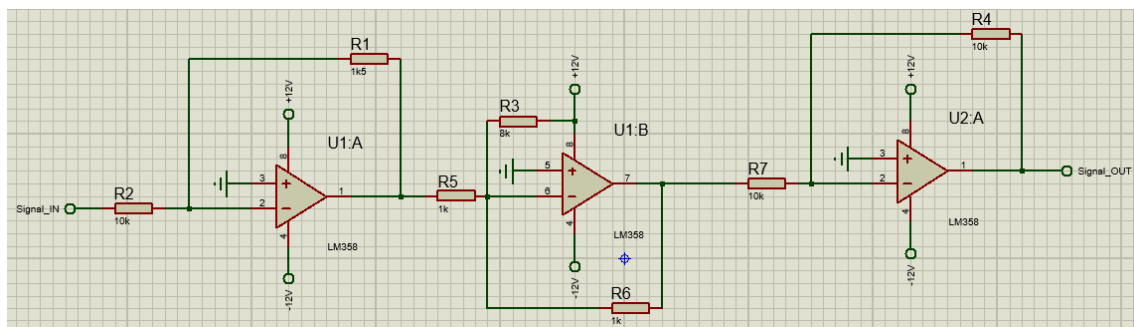 R4
10k
R1
1k5
+12V
+12V
+12V
R3
8k
U1:A
U1:B
U2:A
8
8
8
3
1
2
4
5
7
6
4
3
1
2
4
R2
10k
R5
1k
R7
10k
Signal_IN
Signal_OUT
LM358
LM358
LM358
-12V
-12V
-12V
R6
1k